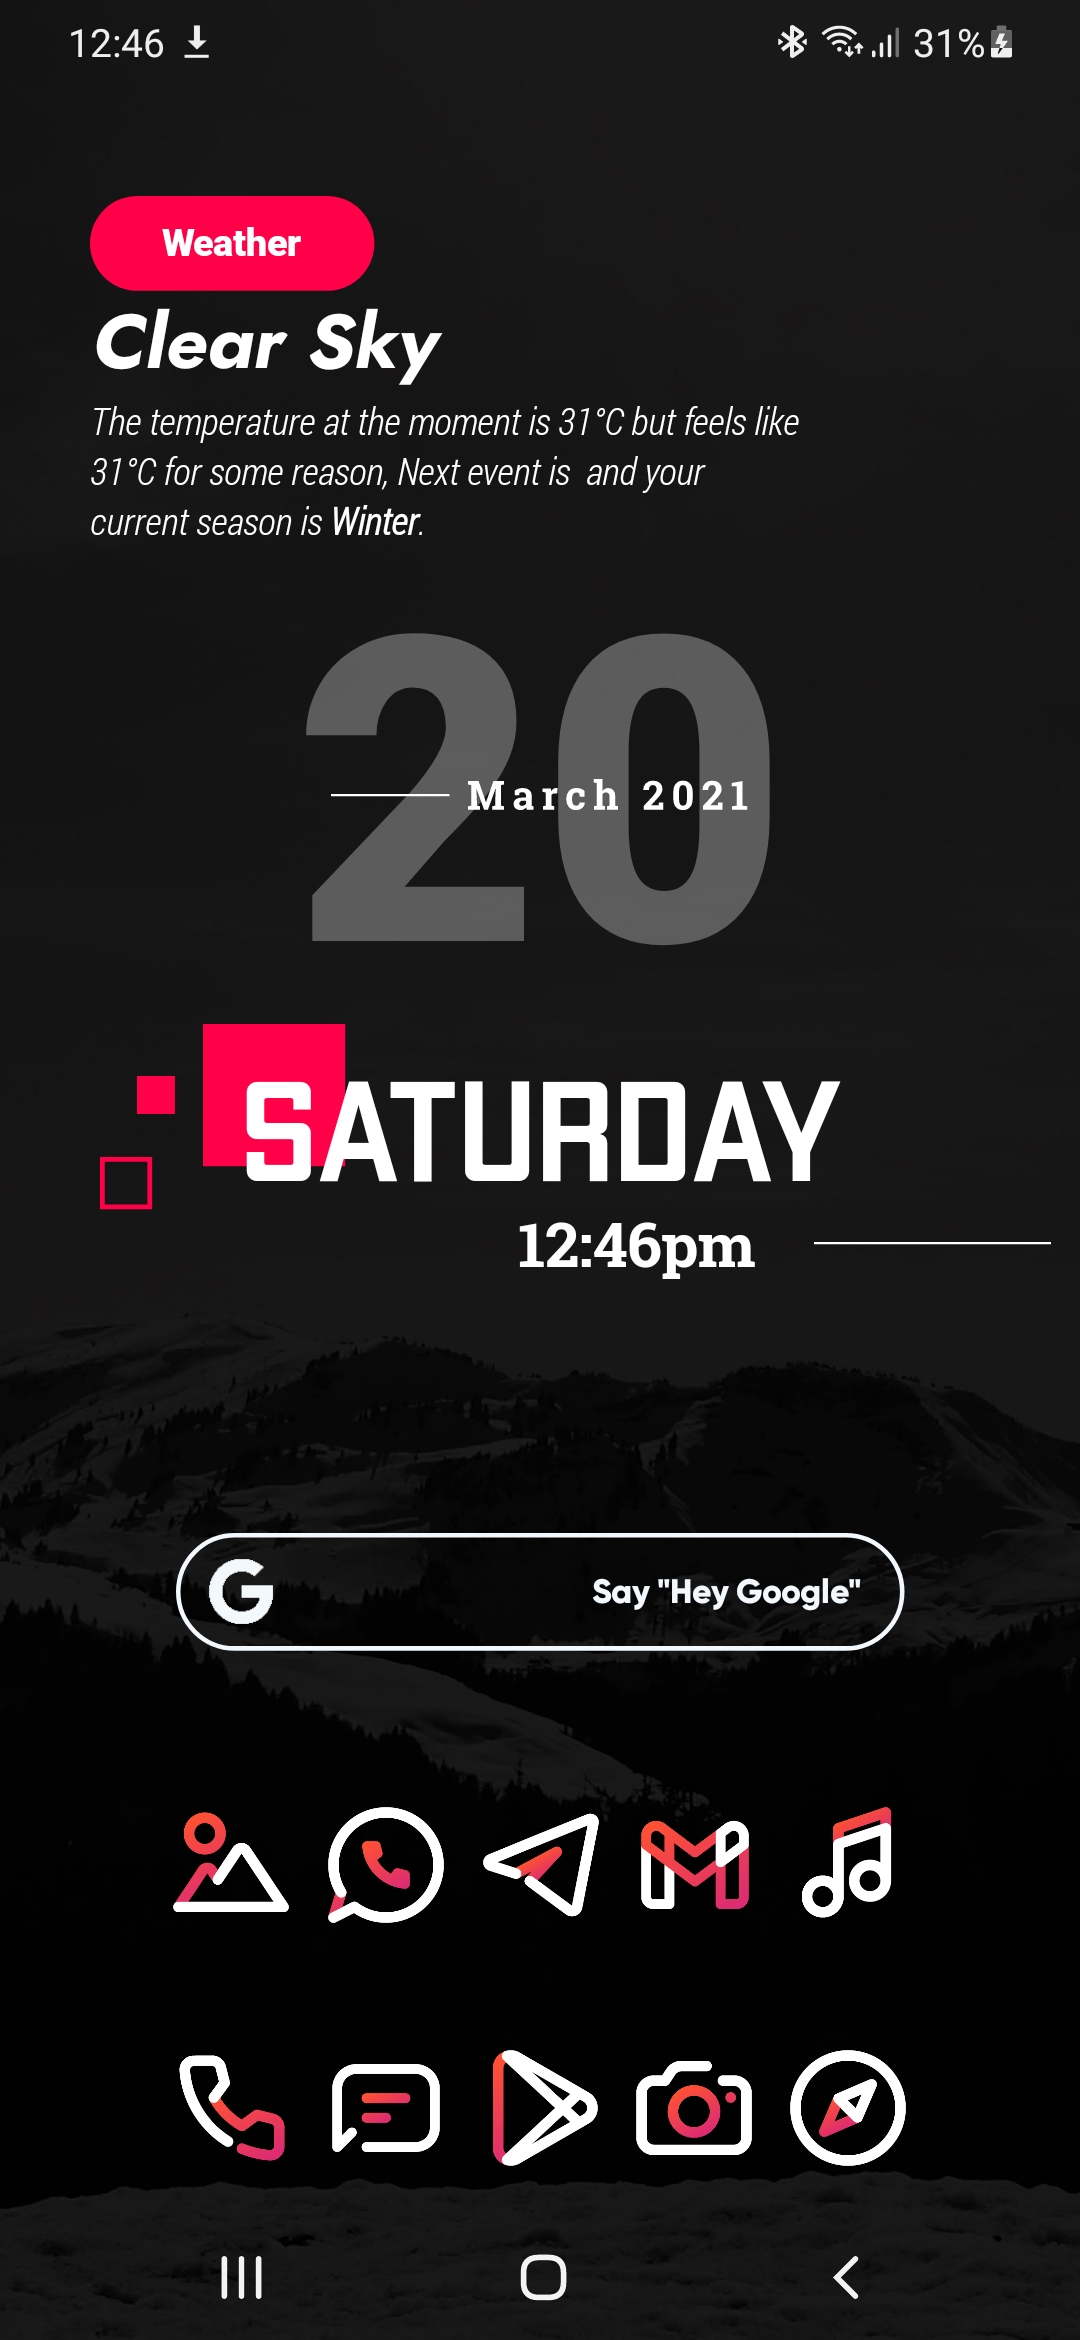 12:46 31%
Weather
Clear Sky
The temperature at the moment is 31°C but feels like
31°C for some reason, Next event is  and your
current season is Winter.
20
March 2021
SATURDAY
12:46pm
G Say "Hey Google"